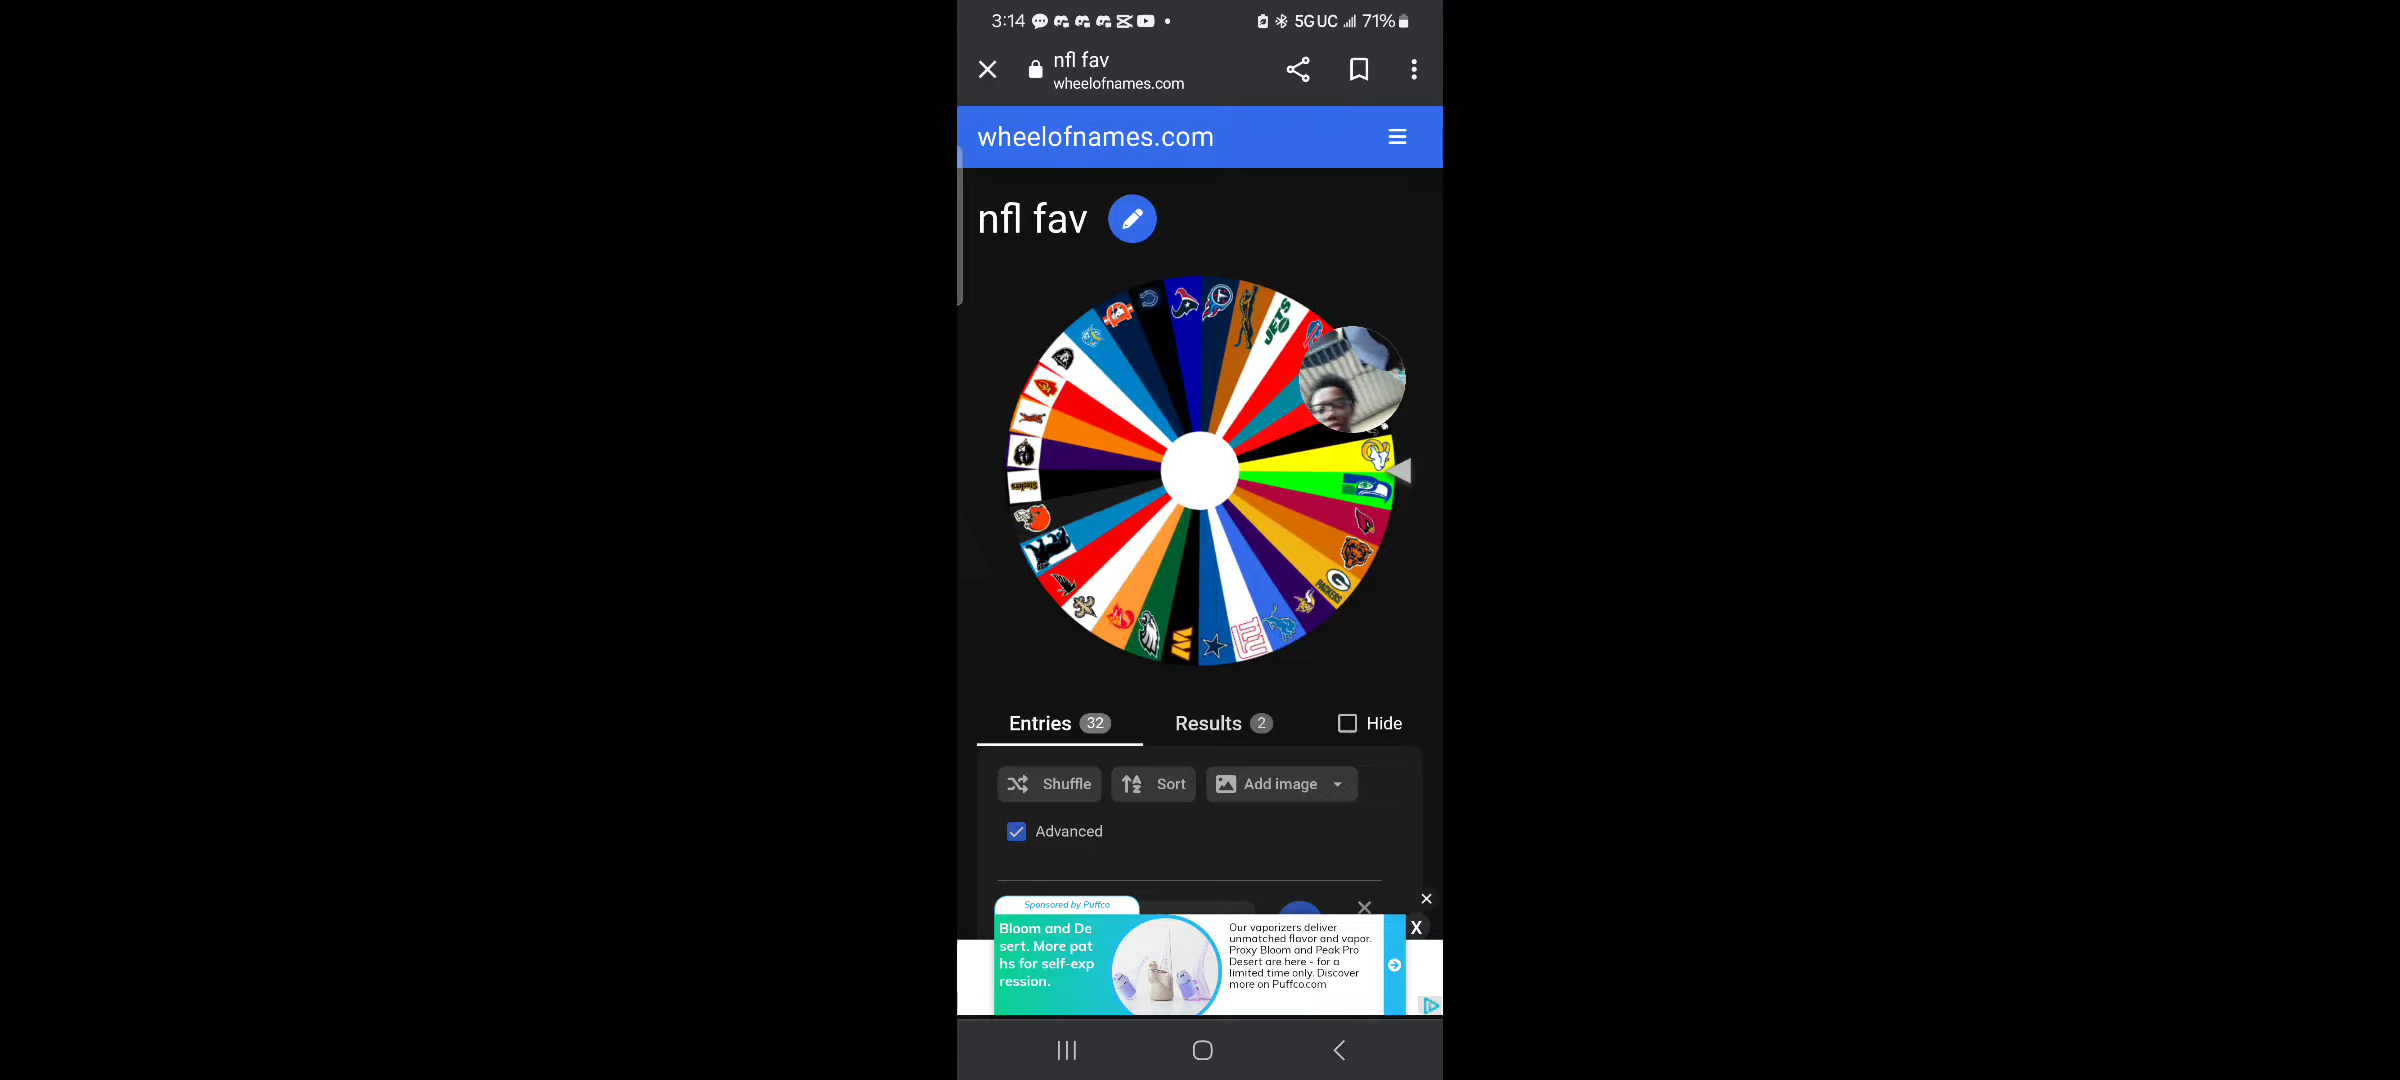 3:14
5G UC 71%
nfl fav
wheelofnames.com
wheelofnames.com
nfl fav
JETS
Steelers
PACKERS
Entries 32
Results 2
Hide
Shuffle
Sort
Add image
Advanced
Sponsored by Puffco
Bloom and De
sert. More pat
hs for self-exp
ression.
Our vaporizers deliver
unmatched flavor and vapor.
Proxy Bloom and Peak Pro
Desert are here - for a
limited time only. Discover
more on Puffco.com
X